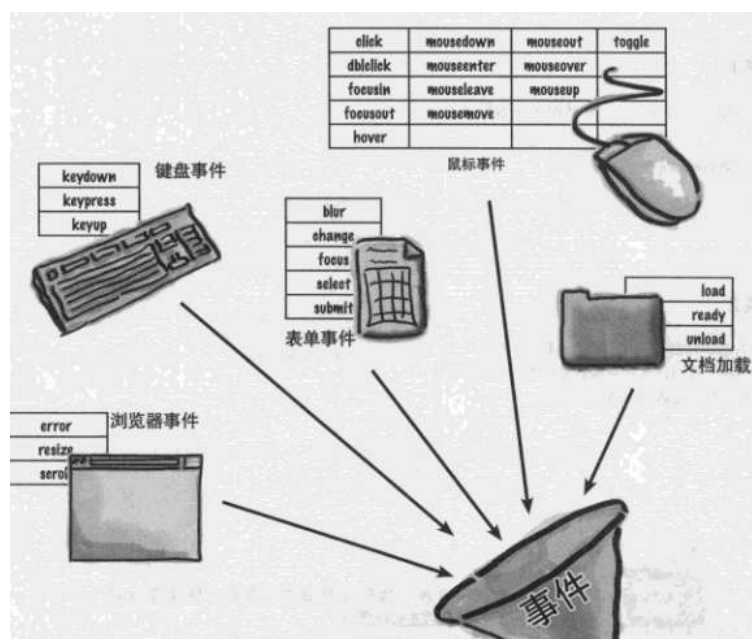 click mousedown mouseout toggle
dblclick mouseenter mouseover
focusin mouseleave mouseup
focusout mousemove
hover
鼠标事件
键盘事件
keydown
keypress
keyup
blur
change
focus
select
submit
表单事件
load
ready
unload
文档加载
浏览器事件
error
resize
scroll
事件